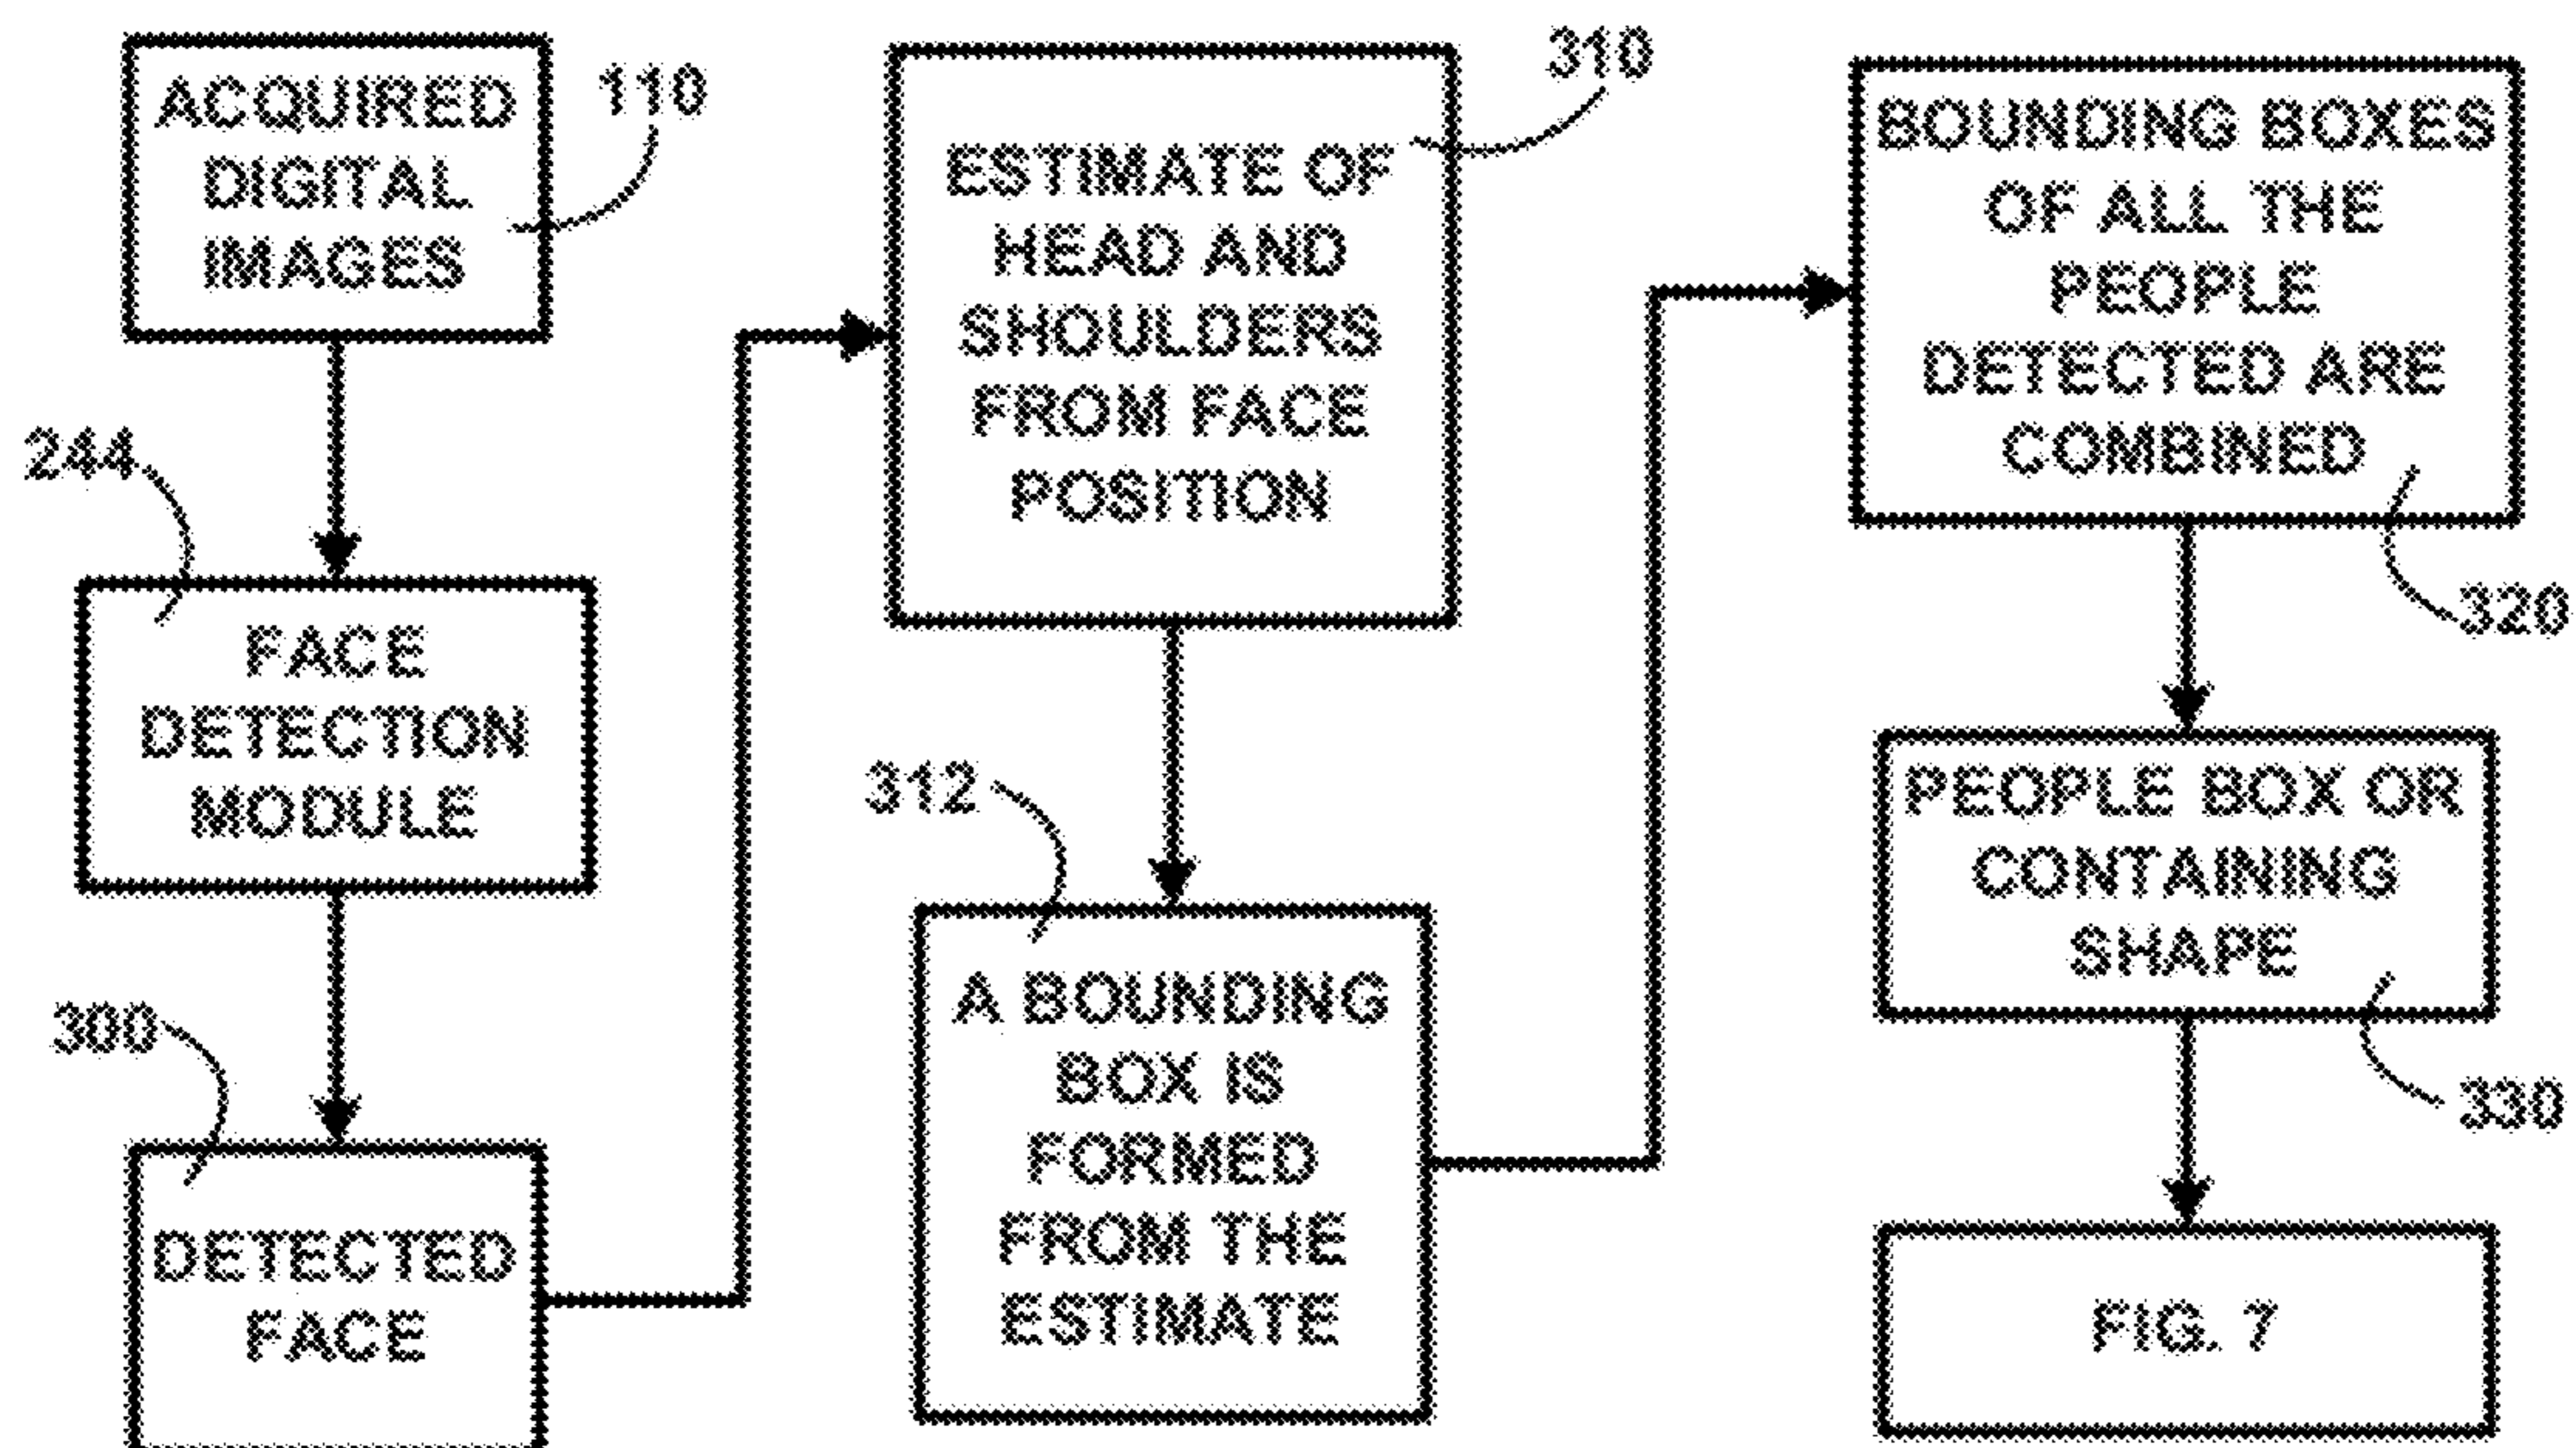 ACQUIRED
DIGITAL
IMAGES
110
244
FACE
DETECTION
MODULE
300
DETECTED
FACE
310
ESTIMATE OF
HEAD AND
SHOULDERS
FROM FACE
POSITION
312
A BOUNDING
BOX IS
FORMED
FROM THE
ESTIMATE
BOUNDING BOXES
OF ALL THE
PEOPLE
DETECTED ARE
COMBINED
320
PEOPLE BOX OR
CONTAINING
SHAPE
330
FIG. 7